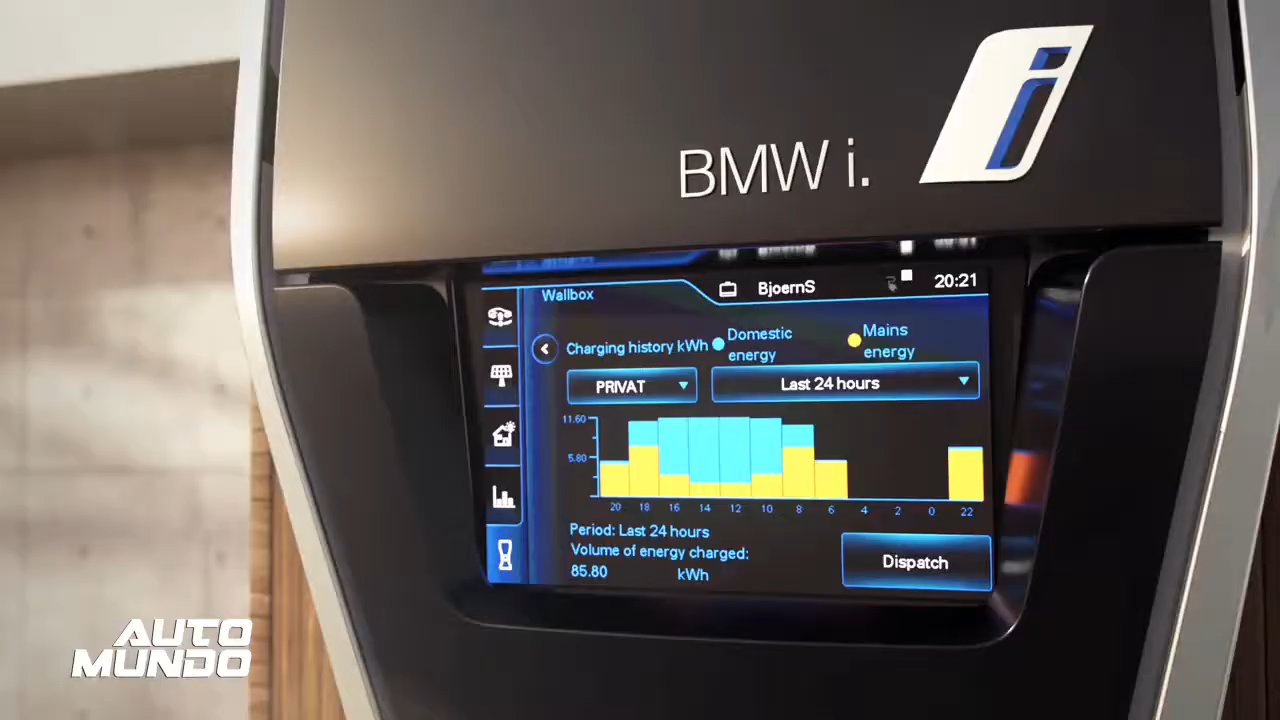 BMW i.
i
BjoernS
20:21
Wallbox
Charging history kWh
Domestic
energy
Mains
energy
PRIVAT
Last 24 hours
11.60
5.80
20 18 16 14 12 10 8 6 4 2 0 22
Period: Last 24 hours
Volume of energy charged:
85.80 kWh
Dispatch
AUTO
MUNDO